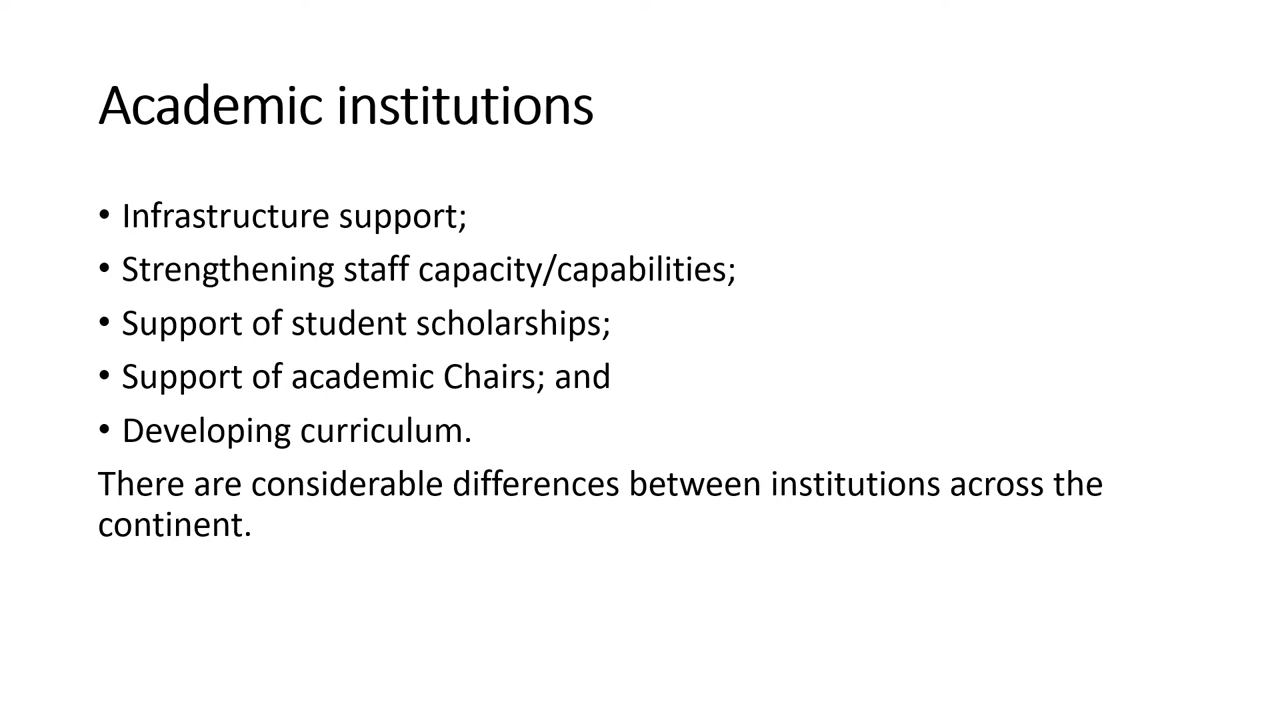 Academic institutions
• Infrastructure support;
• Strengthening staff capacity/capabilities;
• Support of student scholarships;
• Support of academic Chairs; and
• Developing curriculum.
There are considerable differences between institutions across the
continent.